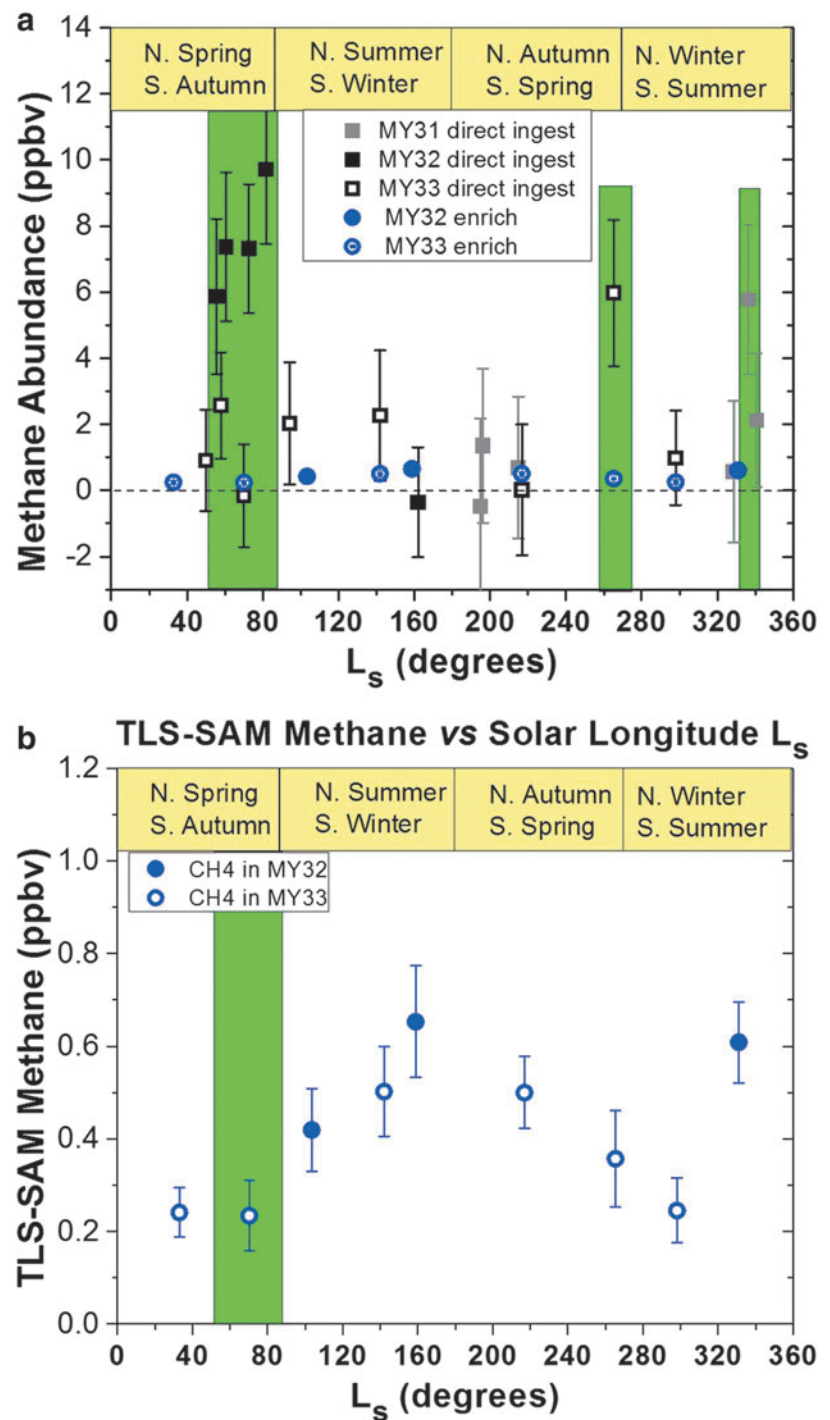 a
14
N. Spring
S. Autumn
N. Summer
S. Winter
N. Autumn
S. Spring
N. Winter
S. Summer
12
10
8
6
4
2
0
-2
Methane Abundance (ppbv)
MY31 direct ingest
MY32 direct ingest
MY33 direct ingest
MY32 enrich
MY33 enrich
0 40 80 120 160 200 240 280 320 360
Ls (degrees)
b
TLS-SAM Methane vs Solar Longitude Ls
1.2
N. Spring
S. Autumn
N. Summer
S. Winter
N. Autumn
S. Spring
N. Winter
S. Summer
1.0
0.8
0.6
0.4
0.2
0.0
TLS-SAM Methane (ppbv)
CH4 in MY32
CH4 in MY33
0 40 80 120 160 200 240 280 320 360
Ls (degrees)